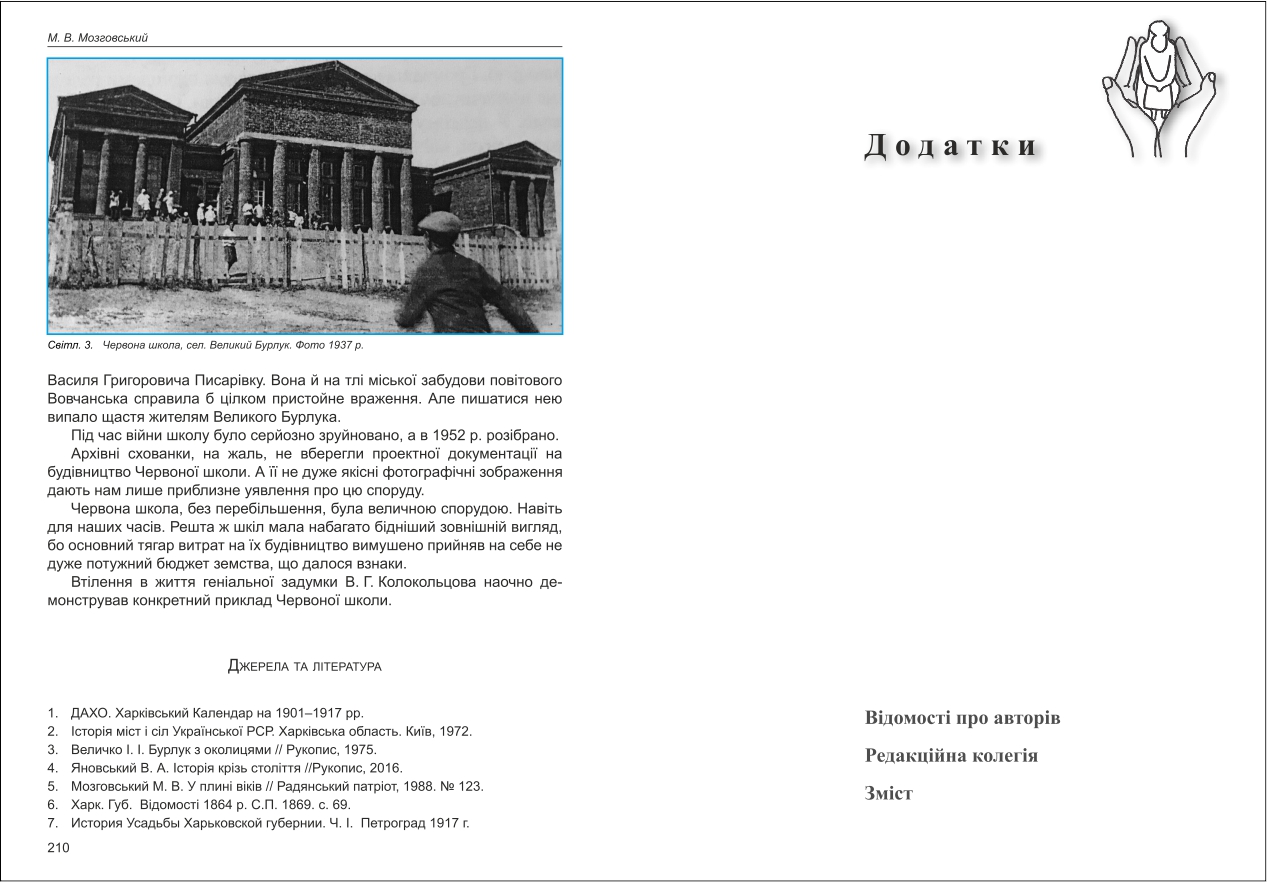 М. В. Мозговський
Світл. 3. Червона школа, сел. Великий Бурлук. Фото 1937 р.
Василя Григоровича Писарівку. Вона й на тлі міської забудови повітового
Вовчанська справила б цілком пристойне враження. Але пишатися нею
випало щастя жителям Великого Бурлука.
Під час війни школу було серйозно зруйновано, а в 1952 р. розібрано.
Архівні схованки, на жаль, не вберегли проектної документації на
будівництво Червоної школи. А її не дуже якісні фотографічні зображення
дають нам лише приблизне уявлення про цю споруду.
Червона школа, без перебільшення, була величною спорудою. Навіть
для наших часів. Решта ж шкіл мала набагато бідніший зовнішній вигляд,
бо основний тягар витрат на їх будівництво вимушено прийняв на себе не
дуже потужний бюджет земства, що далося взнаки.
Втілення в життя геніальної задумки В. Г. Колокольцова наочно де-
монстрував конкретний приклад Червоної школи.
Джерела та література
1. ДАХО. Харківський Календар на 1901–1917 рр.
2. Історія міст і сіл Української РСР. Харківська область. Київ, 1972.
3. Величко І. І. Бурлук з околицями // Рукопис, 1975.
4. Яновський В. А. Історія крізь століття //Рукопис, 2016.
5. Мозговський М. В. У плині віків // Радянський патріот, 1988. № 123.
6. Харк. Губ. Відомості 1864 р. С.П. 1869. с. 69.
7. История Усадьбы Харьковской губернии. Ч. І. Петроград 1917 г.
210
Додатки
Відомості про авторів
Редакційна колегія
Зміст